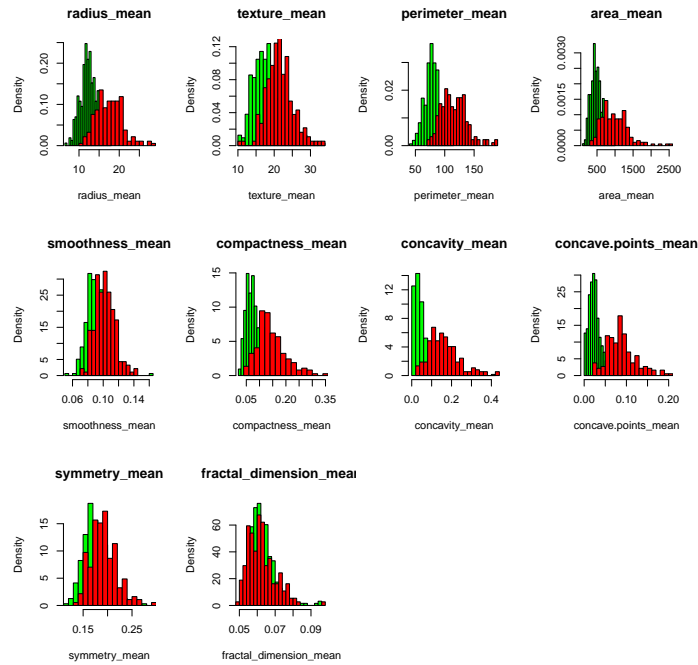 radius_mean
texture_mean
perimeter_mean
area_mean
Density
0.00 0.10 0.20
10 20
radius_mean
Density
0.00 0.04 0.08 0.12
10 20 30
texture_mean
Density
0.00 0.02
50 100 150
perimeter_mean
Density
0.0000 0.0015 0.0030
500 1500 2500
area_mean
smoothness_mean
compactness_mean
concavity_mean
concave.points_mean
Density
0 5 15 25
0.06 0.10 0.14
smoothness_mean
Density
0 5 10 15
0.05 0.20 0.35
compactness_mean
Density
0 4 8 12
0.0 0.2 0.4
concavity_mean
Density
0 5 15 25
0.00 0.10 0.20
concave.points_mean
symmetry_mean
fractal_dimension_mean
Density
0 5 10 15
0.15 0.25
symmetry_mean
Density
0 20 40 60
0.05 0.07 0.09
fractal_dimension_mean